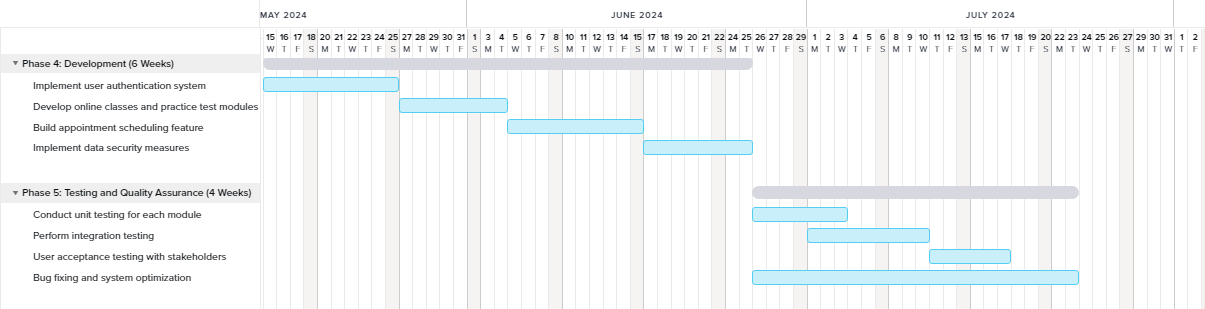 MAY 2024 JUNE 2024 JULY 2024
15 16 17 18 20 21 22 23 24 25 27 28 29 30 31 1 3 4 5 6 7 8 10 11 12 13 14 15 17 18 19 20 21 22 24 25 26 27 28 29 1 2 3 4 5 6 8 9 10 11 12 13 15 16 17 18 19 20 22 23 24 25 26 27 29 30 31 1 2
W T F S M T W T F S M T W T F S M T W T F S M T W T F S M T W T F S M T W T F S M T W T F S M T W T F S M T W T F S M T W T F S M T W T F
Phase 4: Development (6 Weeks)
Implement user authentication system
Develop online classes and practice test modules
Build appointment scheduling feature
Implement data security measures
Phase 5: Testing and Quality Assurance (4 Weeks)
Conduct unit testing for each module
Perform integration testing
User acceptance testing with stakeholders
Bug fixing and system optimization